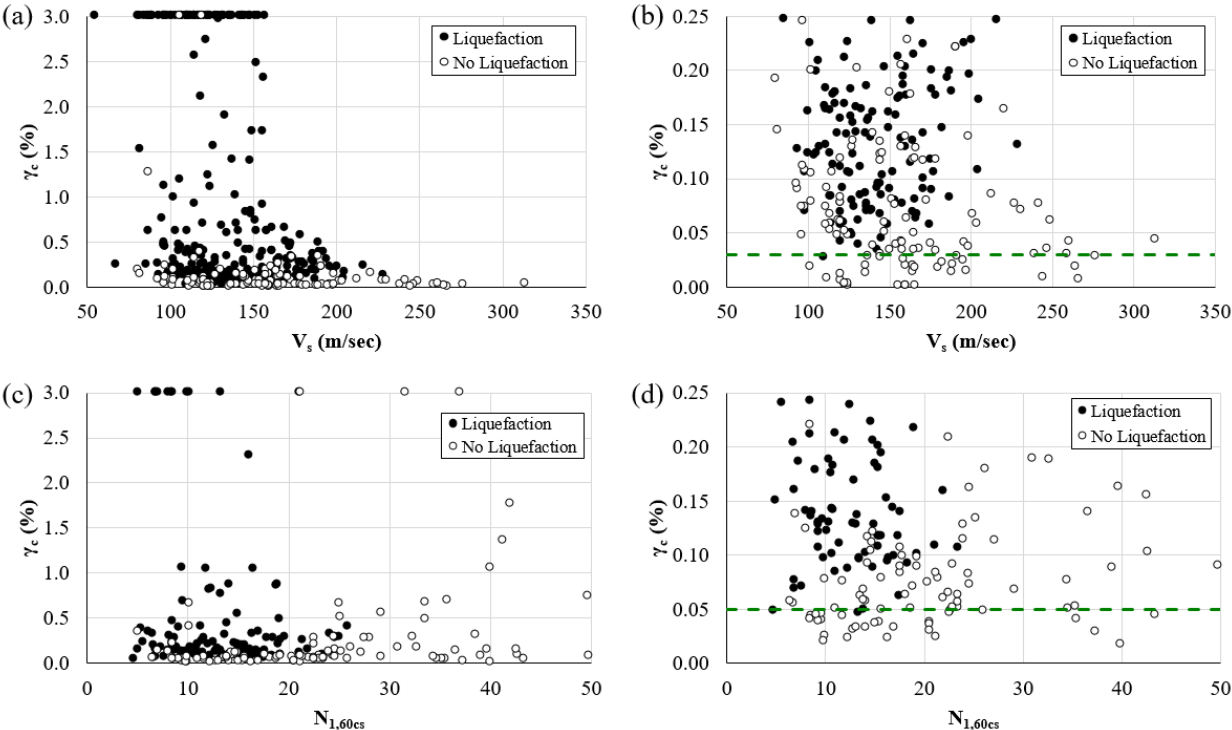 (a)
3.0
2.5
2.0
1.5
1.0
0.5
0.0
γc (%)
50 100 150 200 250 300 350
Vs (m/sec)
Liquefaction
No Liquefaction
(b)
0.25
0.20
0.15
0.10
0.05
0.00
γc (%)
50 100 150 200 250 300 350
Vs (m/sec)
Liquefaction
No Liquefaction
(c)
3.0
2.5
2.0
1.5
1.0
0.5
0.0
γc (%)
0 10 20 30 40 50
N1,60cs
Liquefaction
No Liquefaction
(d)
0.25
0.20
0.15
0.10
0.05
0.00
γc (%)
0 10 20 30 40 50
N1,60cs
Liquefaction
No Liquefaction